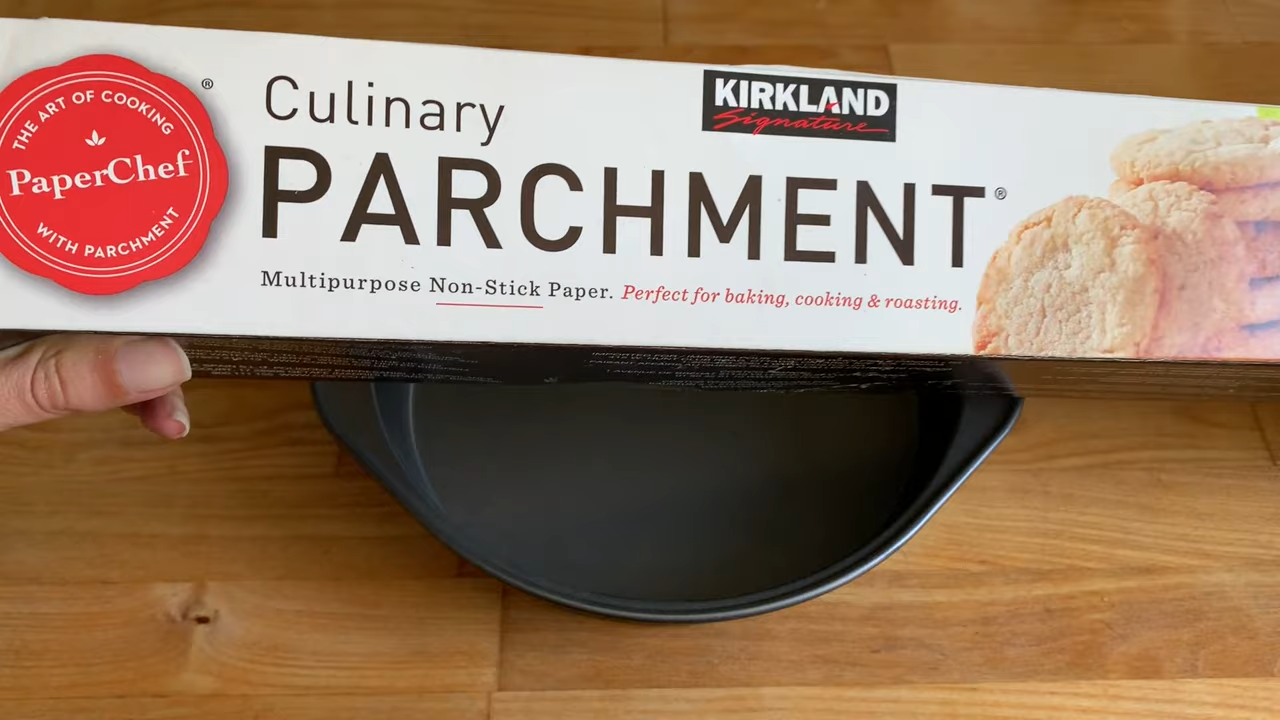 THE ART OF COOKING
PaperChef
WITH PARCHMENT
®
Culinary
PARCHMENT®
KIRKLAND
Signature
Multipurpose Non-Stick Paper. Perfect for baking, cooking & roasting.